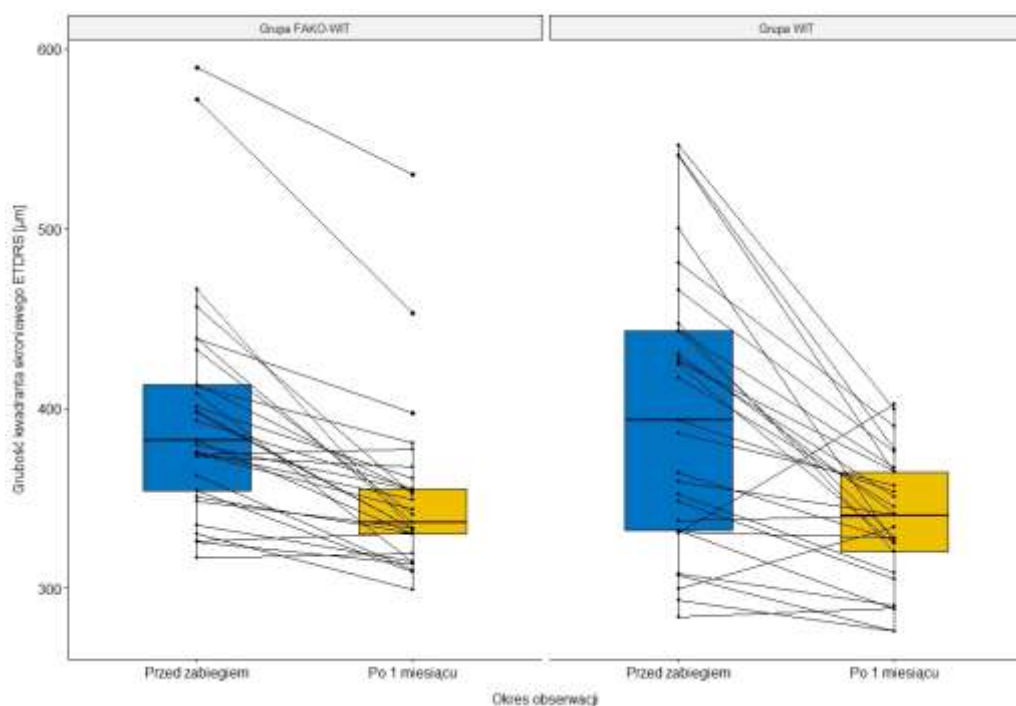 Grupa FAKO-WIT
Grupa WIT
Grubość kwadranta skroniowego ETDRS [µm]
600
500
400
300
Przed zabiegiem
Po 1 miesiącu
Przed zabiegiem
Po 1 miesiącu
Okres obserwacji